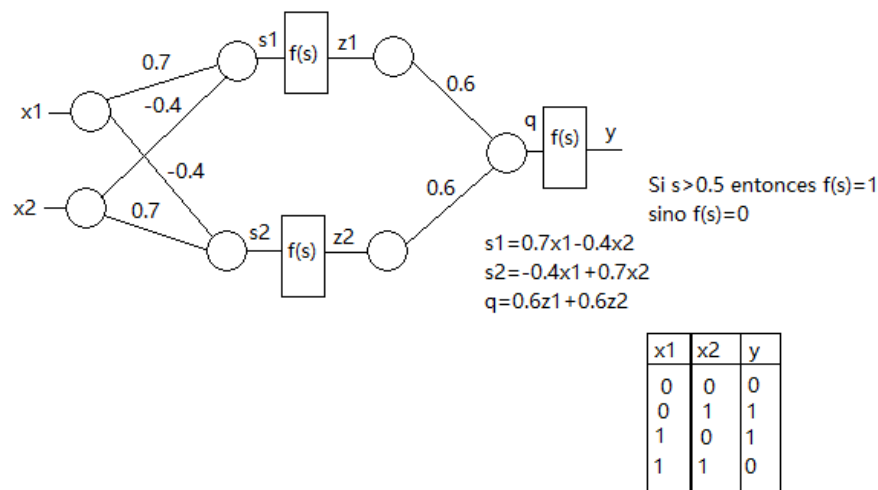 s1 f(s) z1
0.7
-0.4
x1
0.6
q f(s) y
-0.4
x2
0.7
0.6
s2 f(s) z2
Si s>0.5 entonces f(s)=1
sino f(s)=0
s1=0.7x1-0.4x2
s2=-0.4x1+0.7x2
q=0.6z1+0.6z2
x1 x2 y
0 0 0
0 1 1
1 0 1
1 1 0